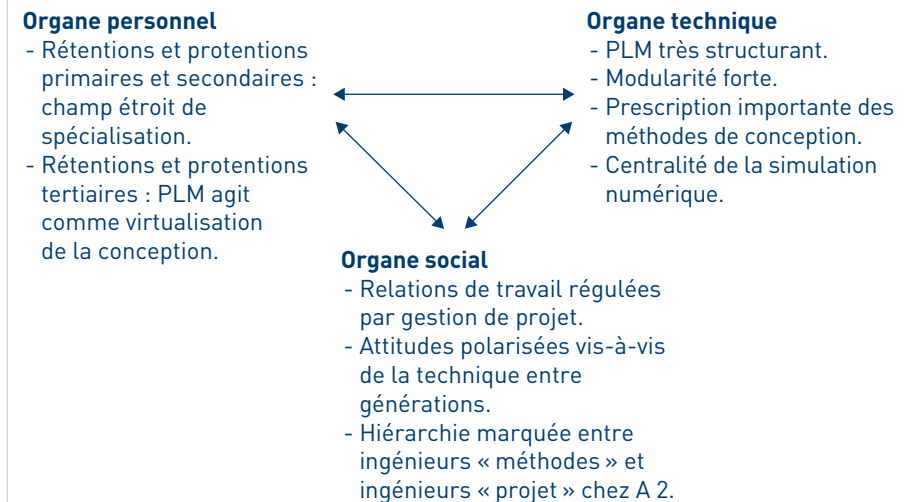 Organe personnel
- Rétentions et protentions
primaires et secondaires :
champ étroit de
spécialisation.
- Rétentions et protentions
tertiaires : PLM agit
comme virtualisation
de la conception.
Organe technique
- PLM très structurant.
- Modularité forte.
- Prescription importante des
méthodes de conception.
- Centralité de la simulation
numérique.
Organe social
- Relations de travail régulées
par gestion de projet.
- Attitudes polarisées vis-à-vis
de la technique entre
générations.
- Hiérarchie marquée entre
ingénieurs « méthodes » et
ingénieurs « projet » chez A 2.